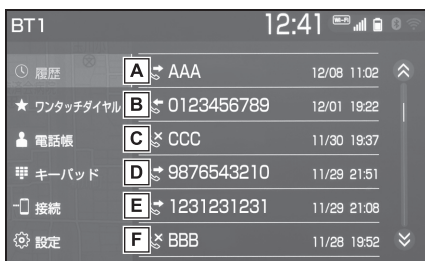 BT1 12:41 Wi-Fi
履歴 A AAA 12/08 11:02
ワンタッチダイヤル B 0123456789 12/01 19:22
電話帳 C CCC 11/30 19:37
キーパッド D 9876543210 11/29 21:51
接続 E 1231231231 11/29 21:08
設定 F BBB 11/28 19:52